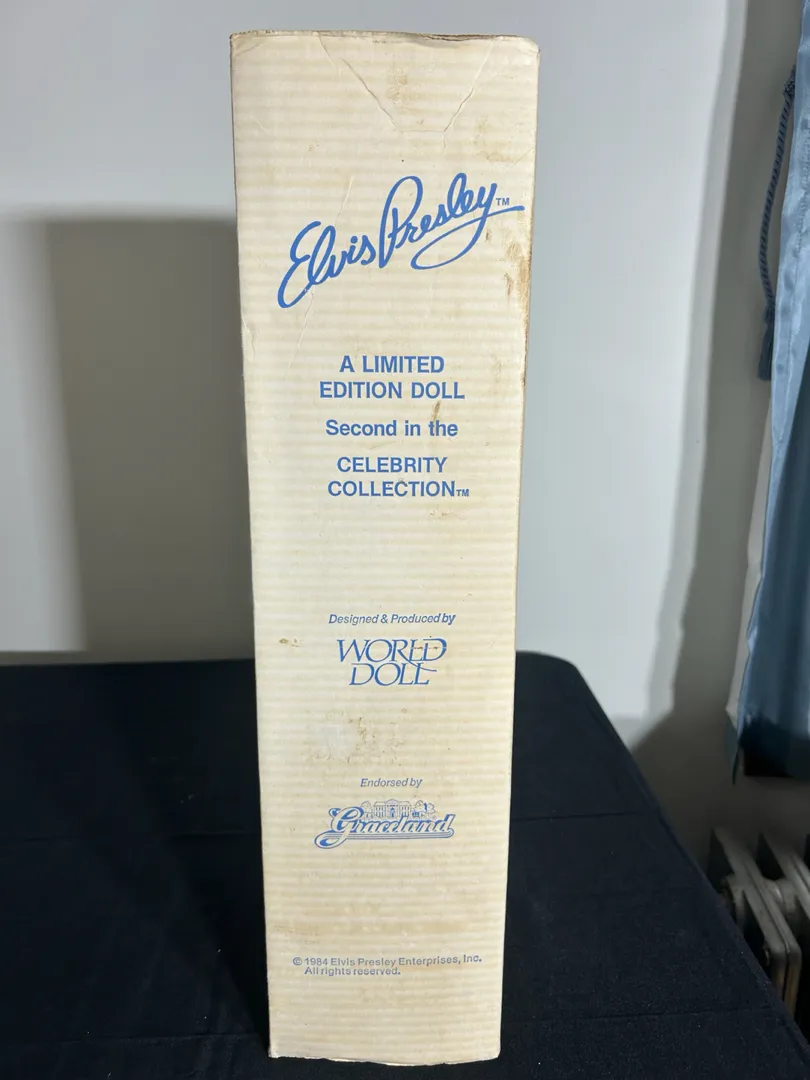 Elvis Presley™
A LIMITED
EDITION DOLL
Second in the
CELEBRITY
COLLECTION™
Designed & Produced by
WORLD
DOLL
Endorsed by
Graceland
© 1984 Elvis Presley Enterprises, Inc.
All rights reserved.